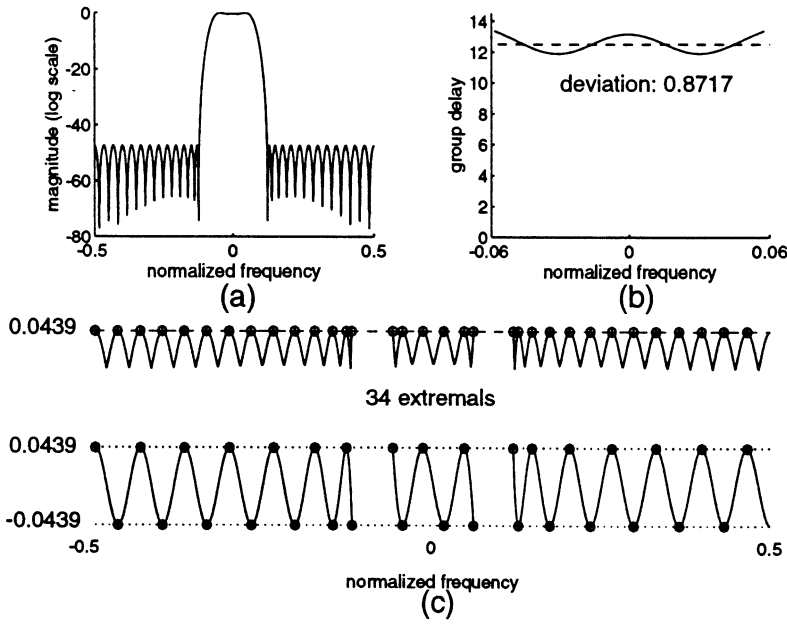 0
-20
-40
-60
-80
magnitude (log scale)
-0.5
0
0.5
normalized frequency
(a)
14
12
10
8
6
4
2
0
group delay
deviation: 0.8717
-0.06
0
0.06
normalized frequency
(b)
0.0439
34 extremals
0.0439
-0.0439
-0.5
0
0.5
normalized frequency
(c)